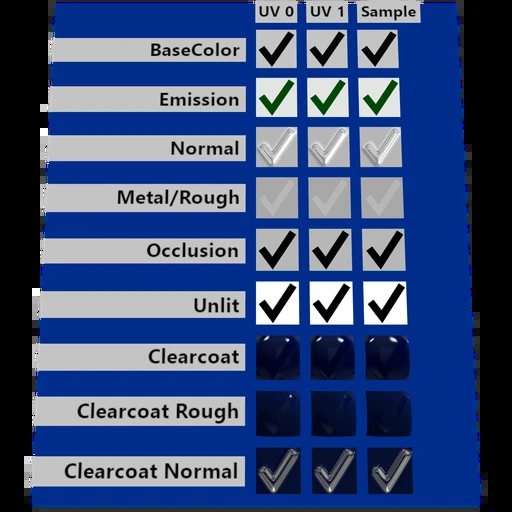 UV 0 UV 1 Sample
BaseColor
Emission
Normal
Metal/Rough
Occlusion
Unlit
Clearcoat
Clearcoat Rough
Clearcoat Normal